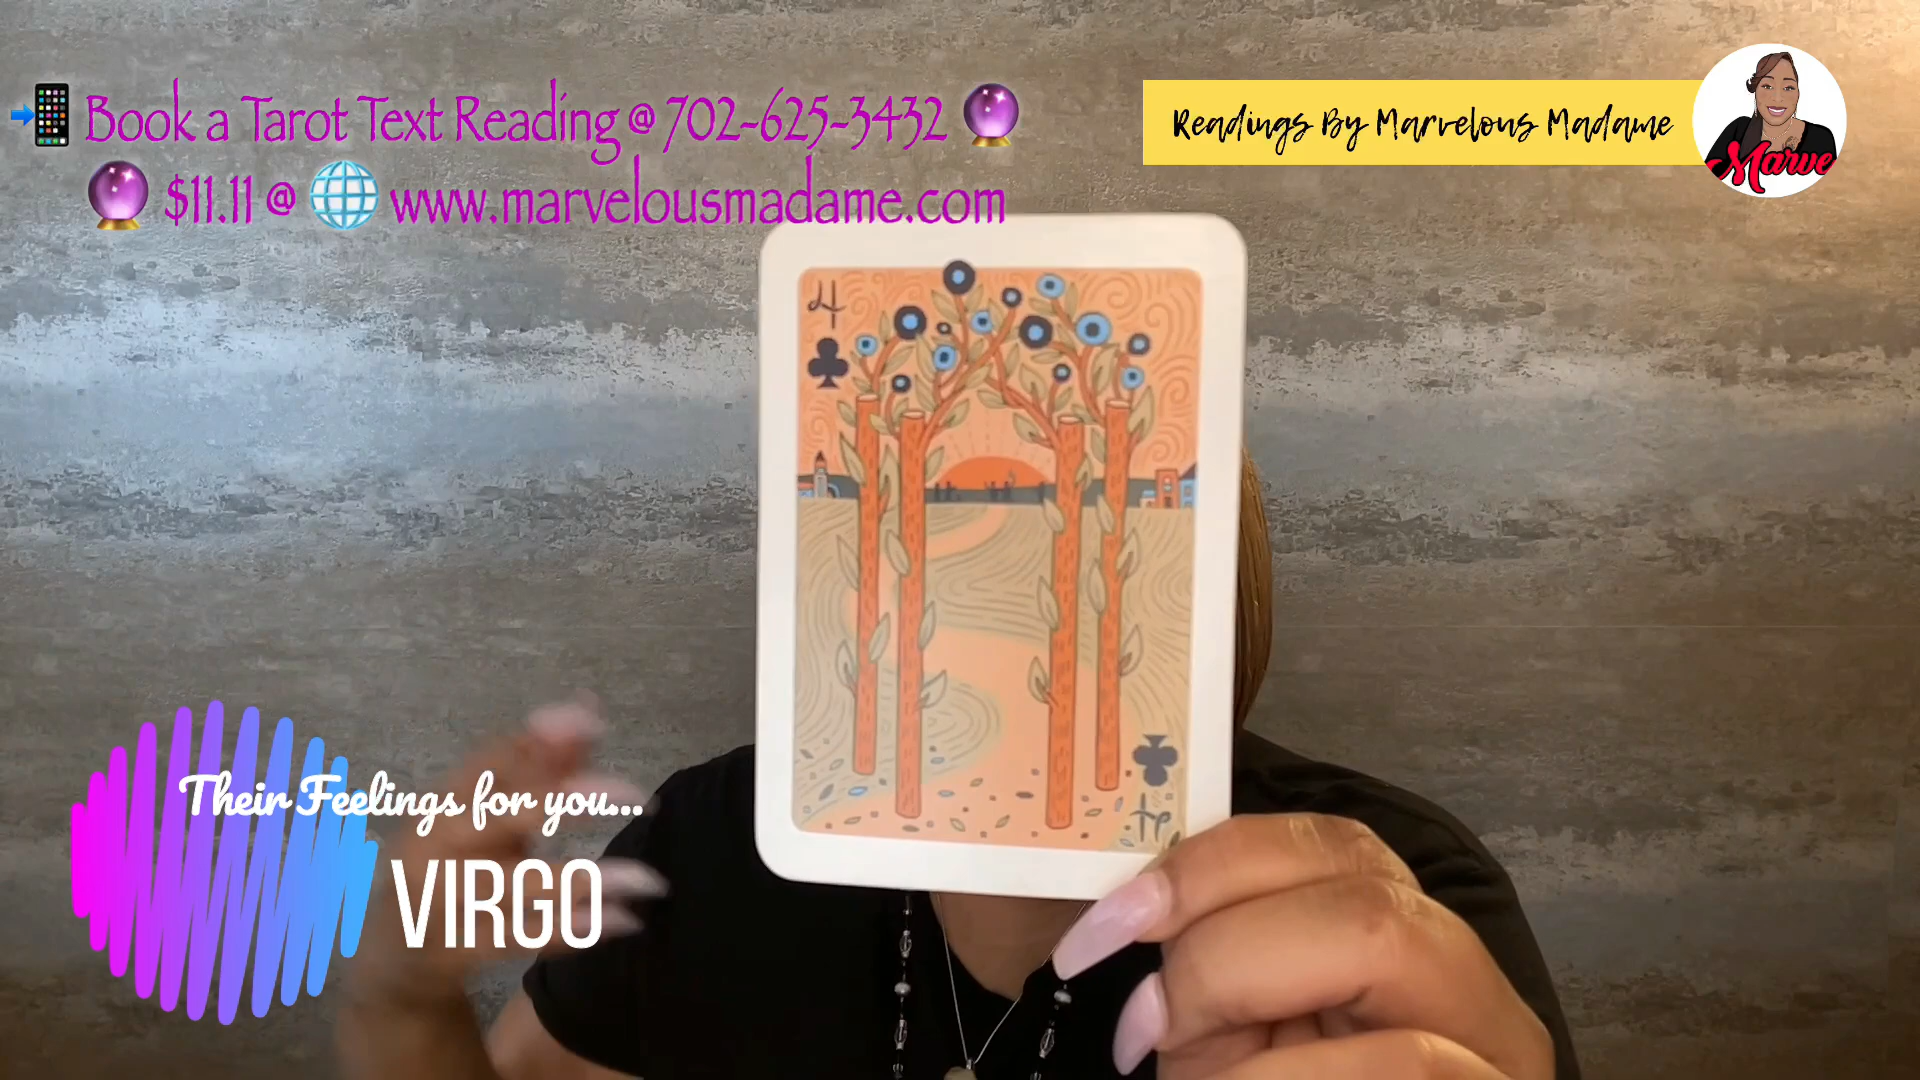 Book a Tarot Text Reading @ 702-625-3432
$11.11 @ www.marvelousmadame.com
Readings By Marvelous Madame
Marve
4
4
Their Feelings for you...
VIRGO